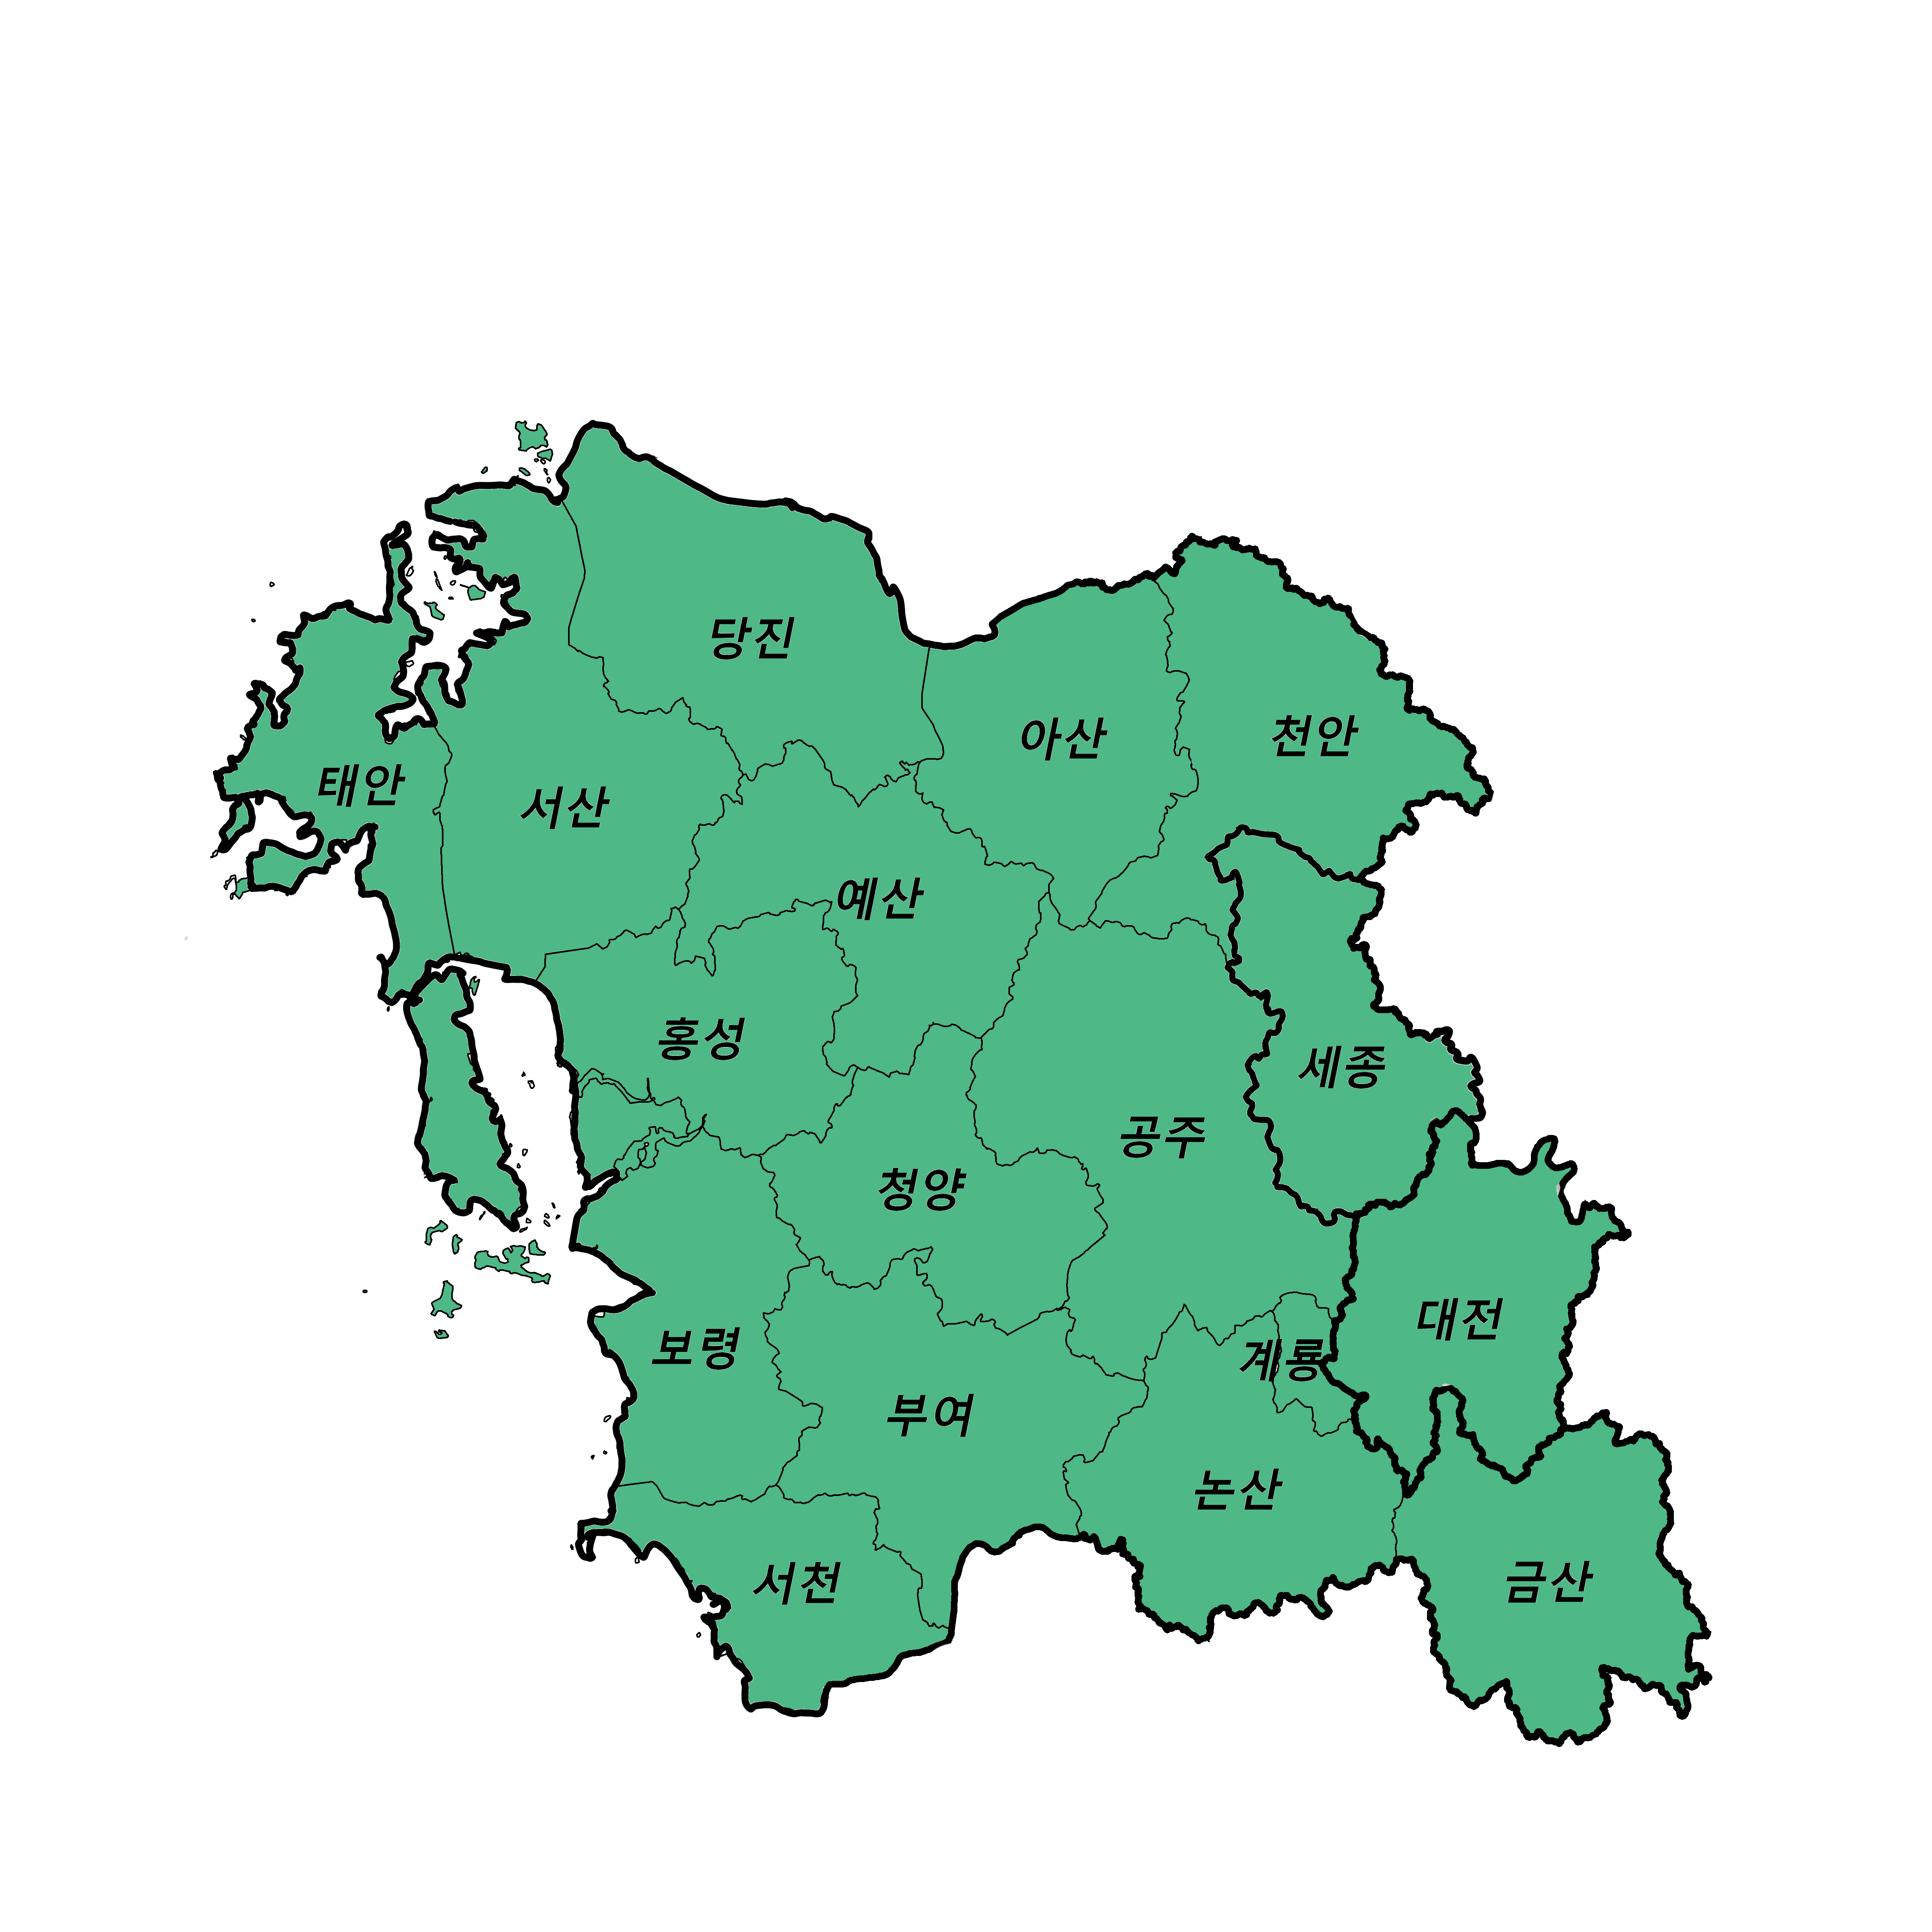 당진
아산
천안
태안
서산
예산
홍성
세종
공주
청양
대전
보령
계룡
부여
논산
서천
금산